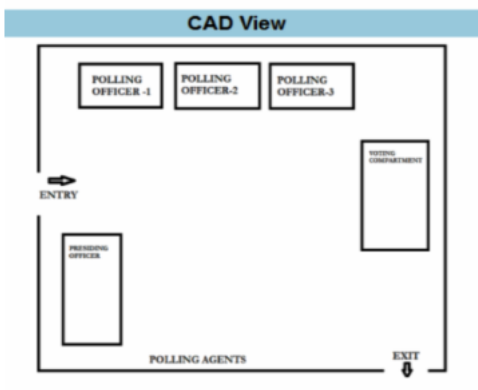 CAD View
POLLING
OFFICER -1
POLLING
OFFICER-2
POLLING
OFFICER-3
VOTING
COMPARTMENT
ENTRY
PRESIDING
OFFICER
POLLING AGENTS
EXIT